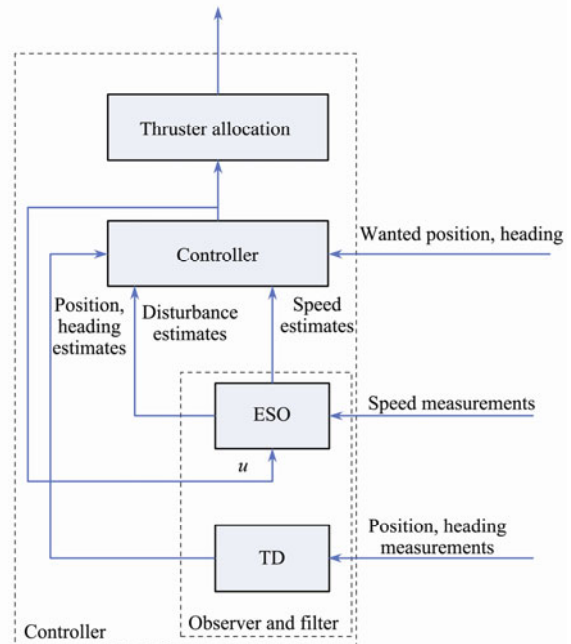 Thruster allocation
Wanted position, heading
Controller
Position,
heading
estimates
Disturbance
estimates
Speed
estimates
ESO
Speed measurements
u
TD
Position, heading
measurements
Observer and filter
Controller